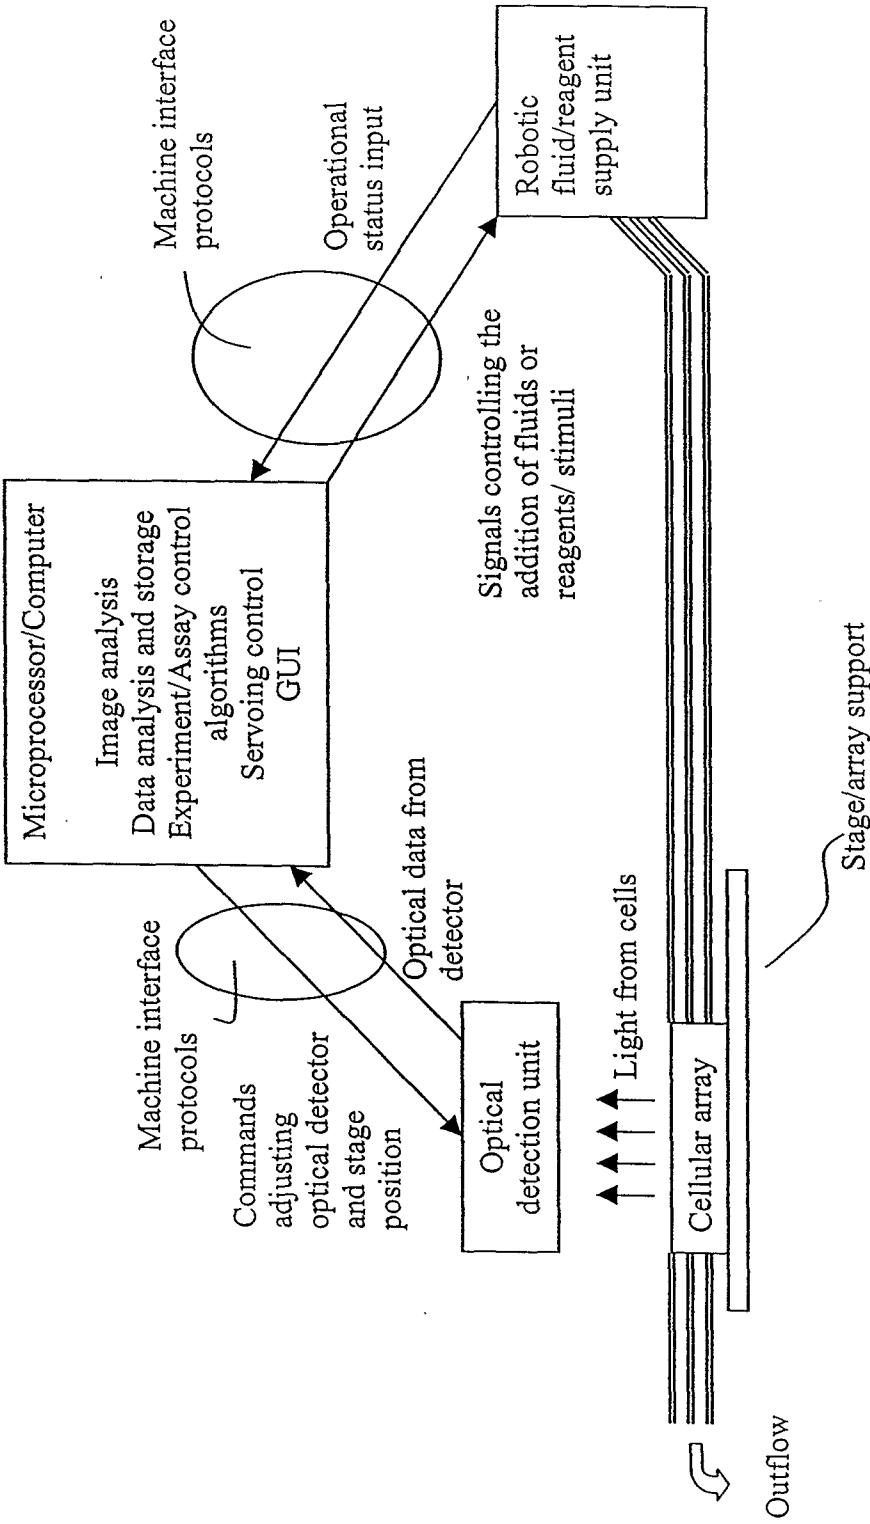 Microprocessor/Computer
Image analysis
Data analysis and storage
Experiment/Assay control
algorithms
Servoing control
GUI
Machine interface
protocols
Commands
adjusting
optical detector
and stage
position
Optical data from
detector
Machine interface
protocols
Operational
status input
Signals controlling the
addition of fluids or
reagents/ stimuli
Optical
detection unit
Robotic
fluid/reagent
supply unit
Light from cells
Cellular array
Outflow
Stage/array support